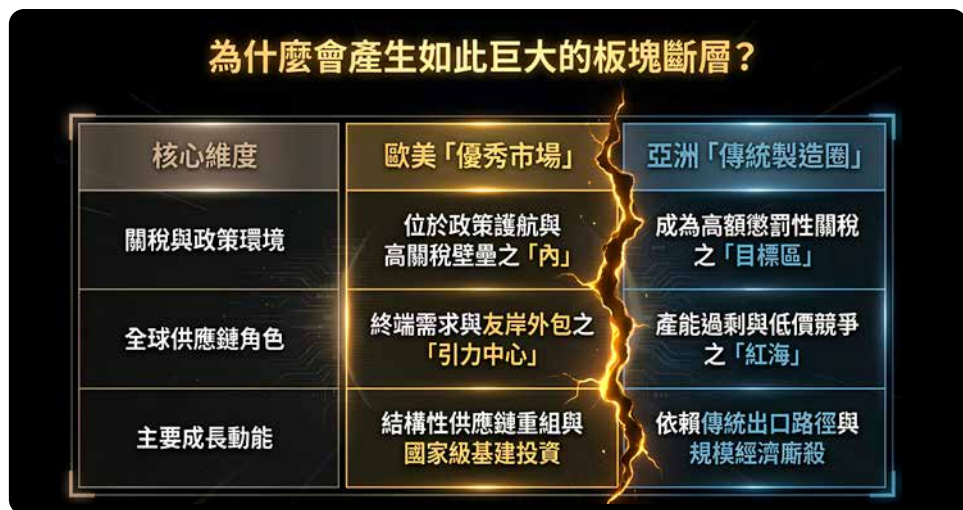 為什麼會產生如此巨大的板塊斷層？
核心維度
歐美「優秀市場」
亞洲「傳統製造圈」
關稅與政策環境
位於政策護航與
高關稅壁壘之「內」
成為高額懲罰性關稅
之「目標區」
全球供應鏈角色
終端需求與友岸外包之
「引力中心」
產能過剩與低價競爭
之「紅海」
主要成長動能
結構性供應鏈重組與
國家級基建投資
依賴傳統出口路徑與
規模經濟廝殺